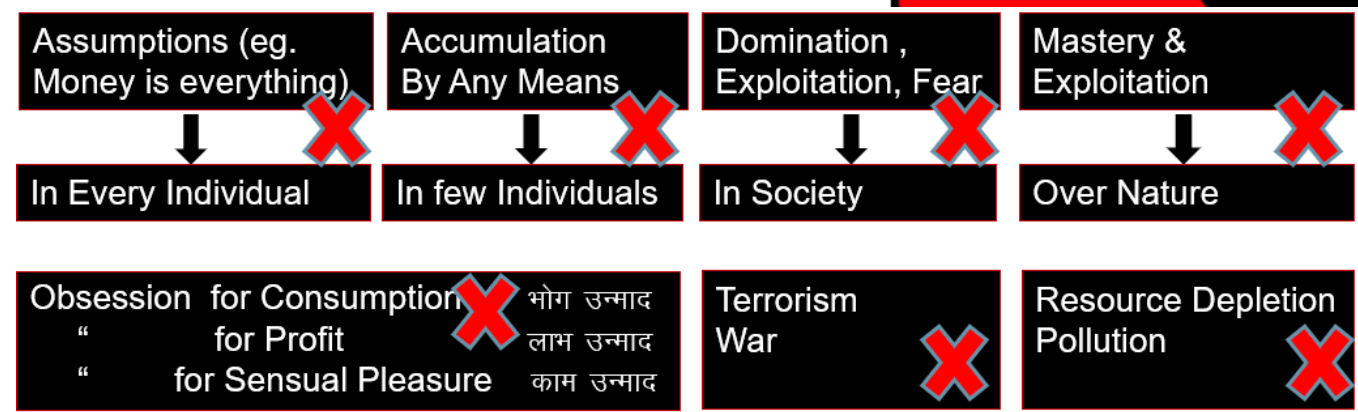 Assumptions (eg.
Money is everything)
In Every Individual
Accumulation
By Any Means
In few Individuals
Domination ,
Exploitation, Fear
In Society
Mastery &
Exploitation
Over Nature
Obsession for Consumption भोग उन्माद
“ for Profit लाभ उन्माद
“ for Sensual Pleasure काम उन्माद
Terrorism
War
Resource Depletion
Pollution